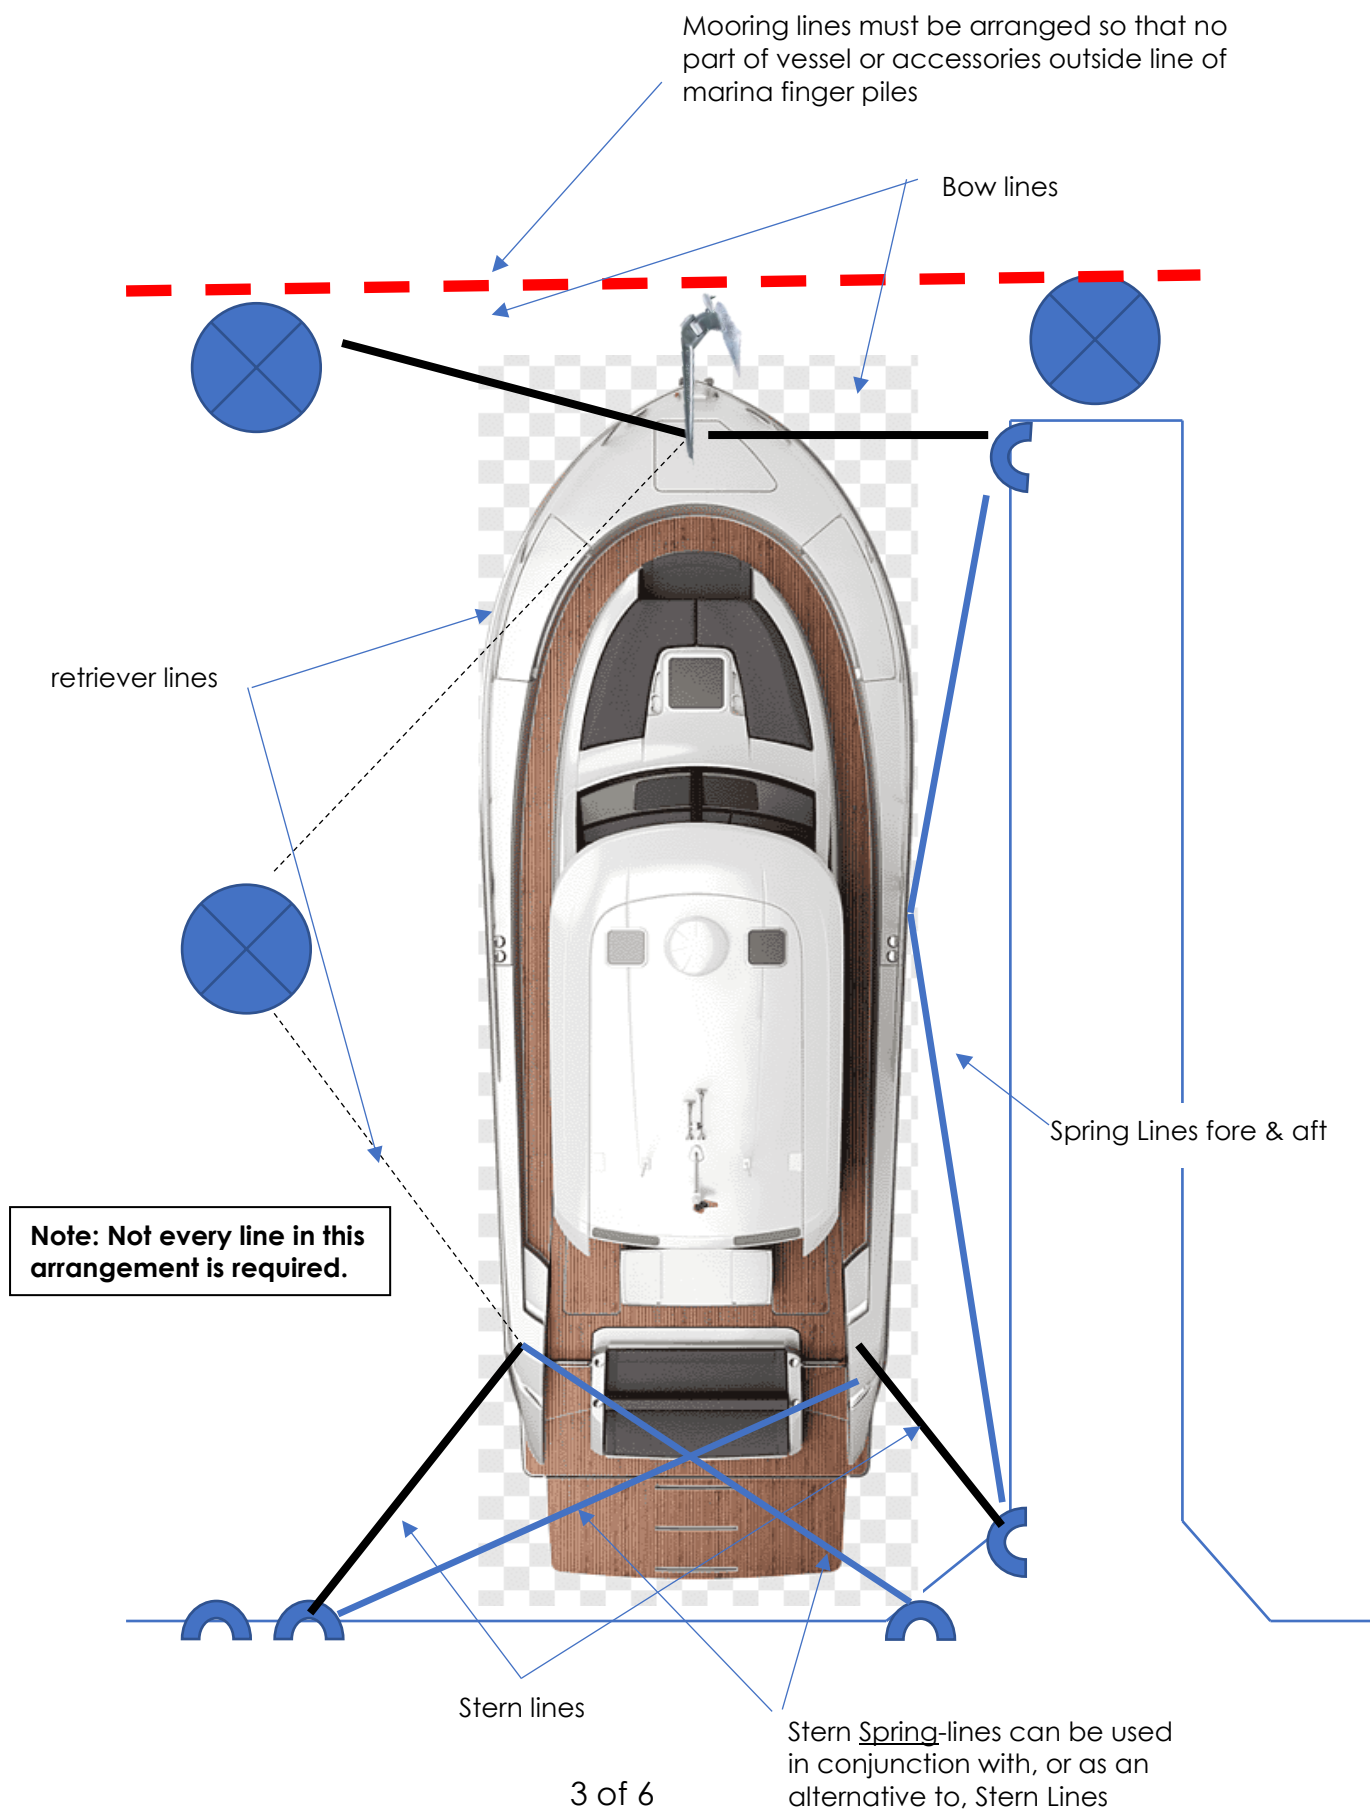 Mooring lines must be arranged so that no
part of vessel or accessories outside line of
marina finger piles
Bow lines
retriever lines
Spring Lines fore & aft
Note: Not every line in this
arrangement is required.
Stern lines
Stern Spring-lines can be used
in conjunction with, or as an
alternative to, Stern Lines
3 of 6